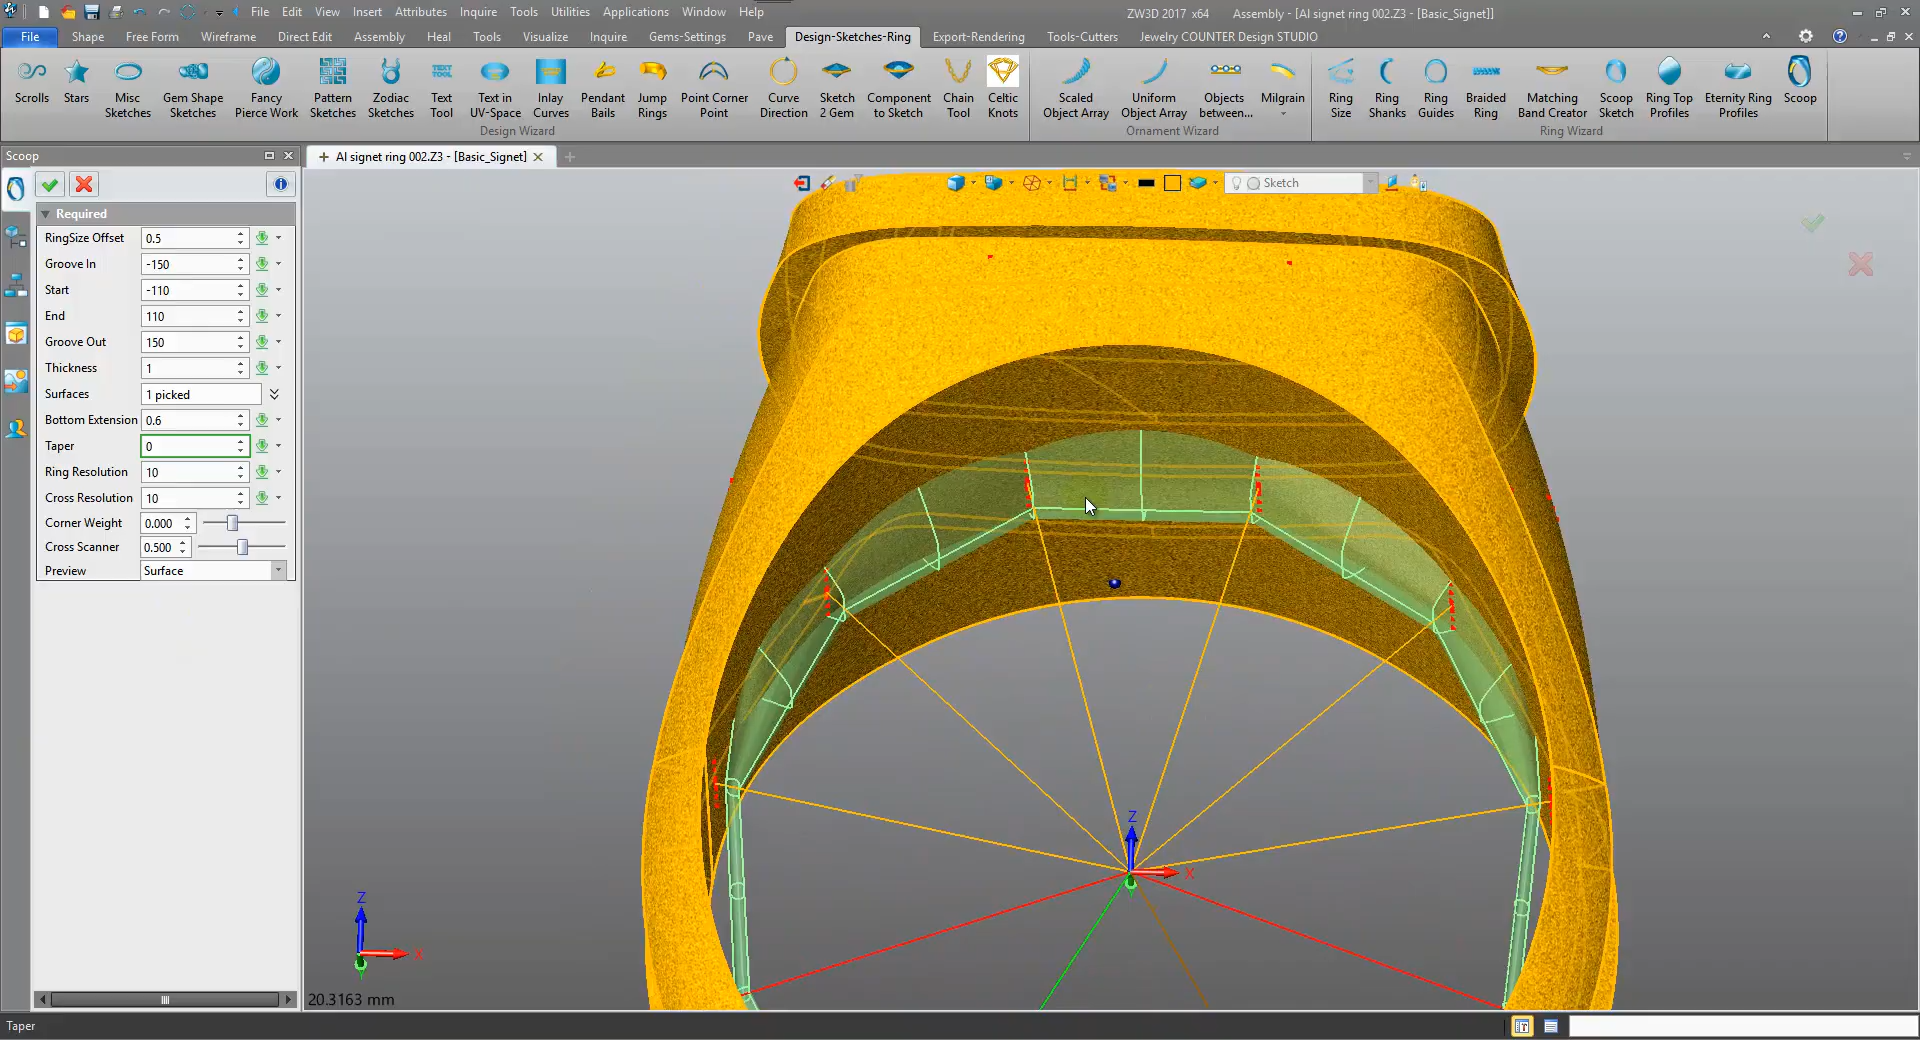 File Edit View Insert Attributes Inquire Tools Utilities Applications Window Help
ZW3D 2017 x64 Assembly - [AI signet ring 002.Z3 - [Basic_Signet]]
File Shape Free Form Wireframe Direct Edit Assembly Heal Tools Visualize Inquire Gems-Settings Pave Design-Sketches-Ring Export-Rendering Tools-Cutters Jewelry COUNTER Design STUDIO
TEXT TOOL TEXT TOOL
Scrolls Stars Misc Sketches Gem Shape Sketches Fancy Pierce Work Pattern Sketches Zodiac Sketches Text Tool Text in UV-Space Inlay Curves Pendant Bails Jump Rings Point Corner Point Curve Direction Sketch 2 Gem Component to Sketch Chain Tool Celtic Knots Scaled Object Array Uniform Object Array Objects between... Milgrain Ring Size Ring Shanks Ring Guides Braided Ring Matching Band Creator Scoop Sketch Ring Top Profiles Eternity Ring Profiles Scoop
Design Wizard Ornament Wizard Ring Wizard
Scoop
AI signet ring 002.Z3 - [Basic_Signet]
Sketch
Required
RingSize Offset 0.5
Groove In -150
Start -110
End 110
Groove Out 150
Thickness 1
Surfaces 1 picked
Bottom Extension 0.6
Taper 0
Ring Resolution 10
Cross Resolution 10
Corner Weight 0.000
Cross Scanner 0.500
Preview Surface
Z
X
Z
X
20.3163 mm
Taper